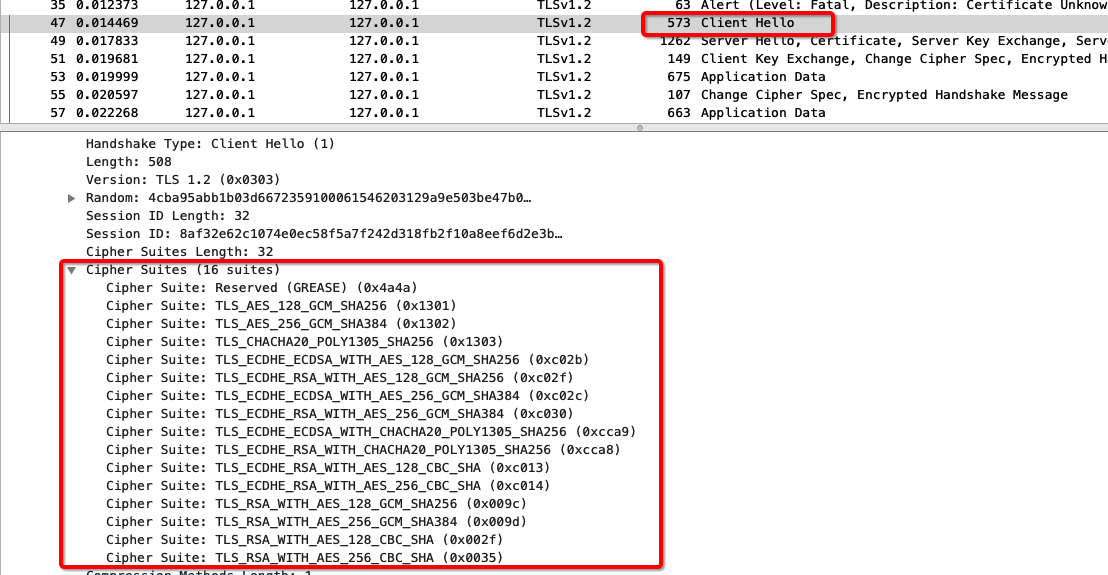 35 0.012373 127.0.0.1 127.0.0.1 TLSv1.2 63 Alert (Level: Fatal, Description: Certificate Unknow
47 0.014469 127.0.0.1 127.0.0.1 TLSv1.2 573 Client Hello
49 0.017833 127.0.0.1 127.0.0.1 TLSv1.2 1262 Server Hello, Certificate, Server Key Exchange, Serve
51 0.019681 127.0.0.1 127.0.0.1 TLSv1.2 149 Client Key Exchange, Change Cipher Spec, Encrypted H
53 0.019999 127.0.0.1 127.0.0.1 TLSv1.2 675 Application Data
55 0.020597 127.0.0.1 127.0.0.1 TLSv1.2 107 Change Cipher Spec, Encrypted Handshake Message
57 0.022268 127.0.0.1 127.0.0.1 TLSv1.2 663 Application Data
Handshake Type: Client Hello (1)
Length: 508
Version: TLS 1.2 (0x0303)
Random: 4cba95abb1b03d6672359100061546203129a9e503be47b0…
Session ID Length: 32
Session ID: 8af32e62c1074e0ec58f5a7f242d318fb2f10a8eef6d2e3b…
Cipher Suites Length: 32
Cipher Suites (16 suites)
Cipher Suite: Reserved (GREASE) (0x4a4a)
Cipher Suite: TLS_AES_128_GCM_SHA256 (0x1301)
Cipher Suite: TLS_AES_256_GCM_SHA384 (0x1302)
Cipher Suite: TLS_CHACHA20_POLY1305_SHA256 (0x1303)
Cipher Suite: TLS_ECDHE_ECDSA_WITH_AES_128_GCM_SHA256 (0xc02b)
Cipher Suite: TLS_ECDHE_RSA_WITH_AES_128_GCM_SHA256 (0xc02f)
Cipher Suite: TLS_ECDHE_ECDSA_WITH_AES_256_GCM_SHA384 (0xc02c)
Cipher Suite: TLS_ECDHE_RSA_WITH_AES_256_GCM_SHA384 (0xc030)
Cipher Suite: TLS_ECDHE_ECDSA_WITH_CHACHA20_POLY1305_SHA256 (0xcca9)
Cipher Suite: TLS_ECDHE_RSA_WITH_CHACHA20_POLY1305_SHA256 (0xcca8)
Cipher Suite: TLS_ECDHE_RSA_WITH_AES_128_CBC_SHA (0xc013)
Cipher Suite: TLS_ECDHE_RSA_WITH_AES_256_CBC_SHA (0xc014)
Cipher Suite: TLS_RSA_WITH_AES_128_GCM_SHA256 (0x009c)
Cipher Suite: TLS_RSA_WITH_AES_256_GCM_SHA384 (0x009d)
Cipher Suite: TLS_RSA_WITH_AES_128_CBC_SHA (0x002f)
Cipher Suite: TLS_RSA_WITH_AES_256_CBC_SHA (0x0035)
Compression Methods Length: 1